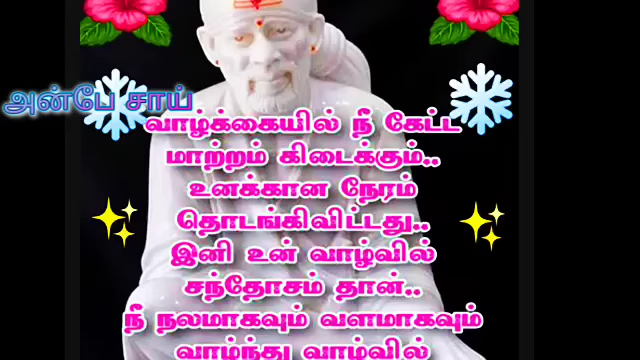 அன்பே சாய்
வாழ்க்கையில் நீ கேட்ட
மாற்றம் கிடைக்கும்..
உனக்கான நேரம்
தொடங்கிவிட்டது..
இனி உன் வாழ்வில்
சந்தோசம் தான்..
நீ நலமாகவும் வளமாகவும்
வாழ்ந்து வாழ்வில்